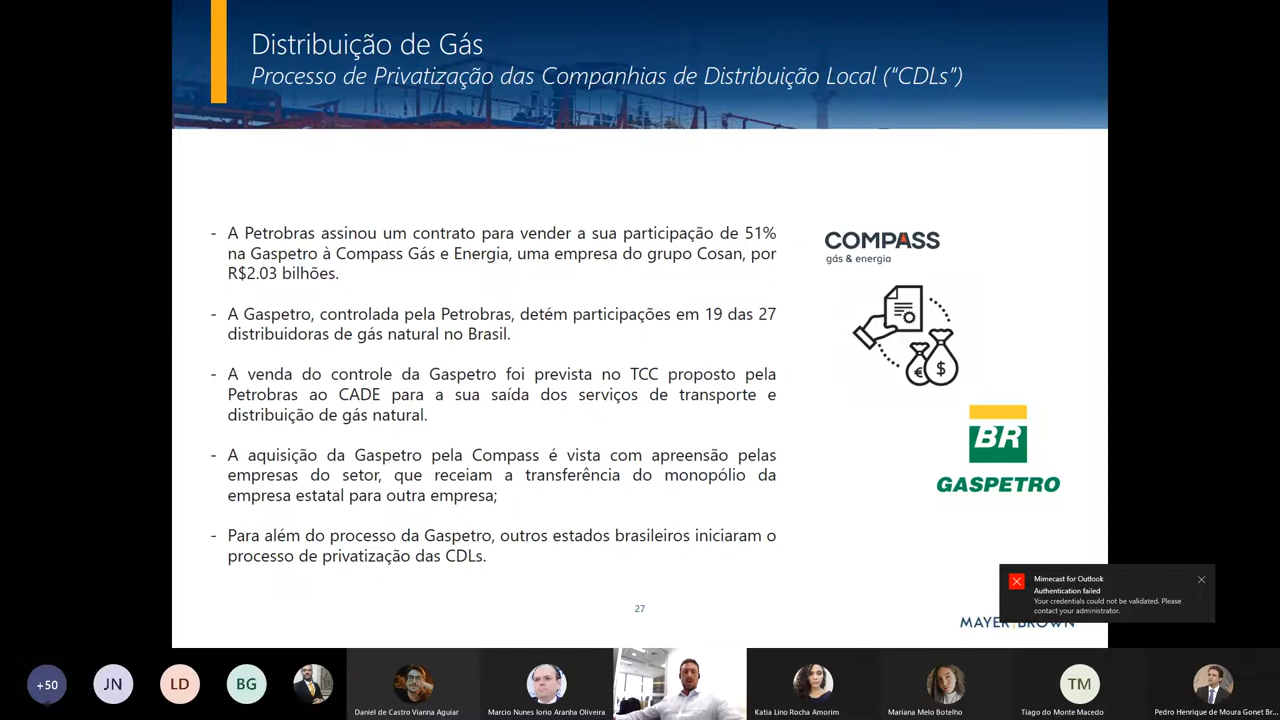 Distribuição de Gás
Processo de Privatização das Companhias de Distribuição Local (“CDLs”)
- A Petrobras assinou um contrato para vender a sua participação de 51%
na Gaspetro à Compass Gás e Energia, uma empresa do grupo Cosan, por
R$2.03 bilhões.
- A Gaspetro, controlada pela Petrobras, detém participações em 19 das 27
distribuidoras de gás natural no Brasil.
- A venda do controle da Gaspetro foi prevista no TCC proposto pela
Petrobras ao CADE para a sua saída dos serviços de transporte e
distribuição de gás natural.
- A aquisição da Gaspetro pela Compass é vista com apreensão pelas
empresas do setor, que receiam a transferência do monopólio da
empresa estatal para outra empresa;
- Para além do processo da Gaspetro, outros estados brasileiros iniciaram o
processo de privatização das CDLs.
COMPASS
gás & energia
€ $
BR
GASPETRO
27
Mimecast for Outlook
Authentication failed
Your credentials could not be validated. Please
contact your administrator.
MAYER BROWN
+50
JN
LD
BG
Daniel de Castro Vianna Aguiar
Marcio Nunes Iorio Aranha Oliveira
Katia Lino Rocha Amorim
Mariana Melo Botelho
TM
Tiago do Monte Macedo
Pedro Henrique de Moura Gonet Br...